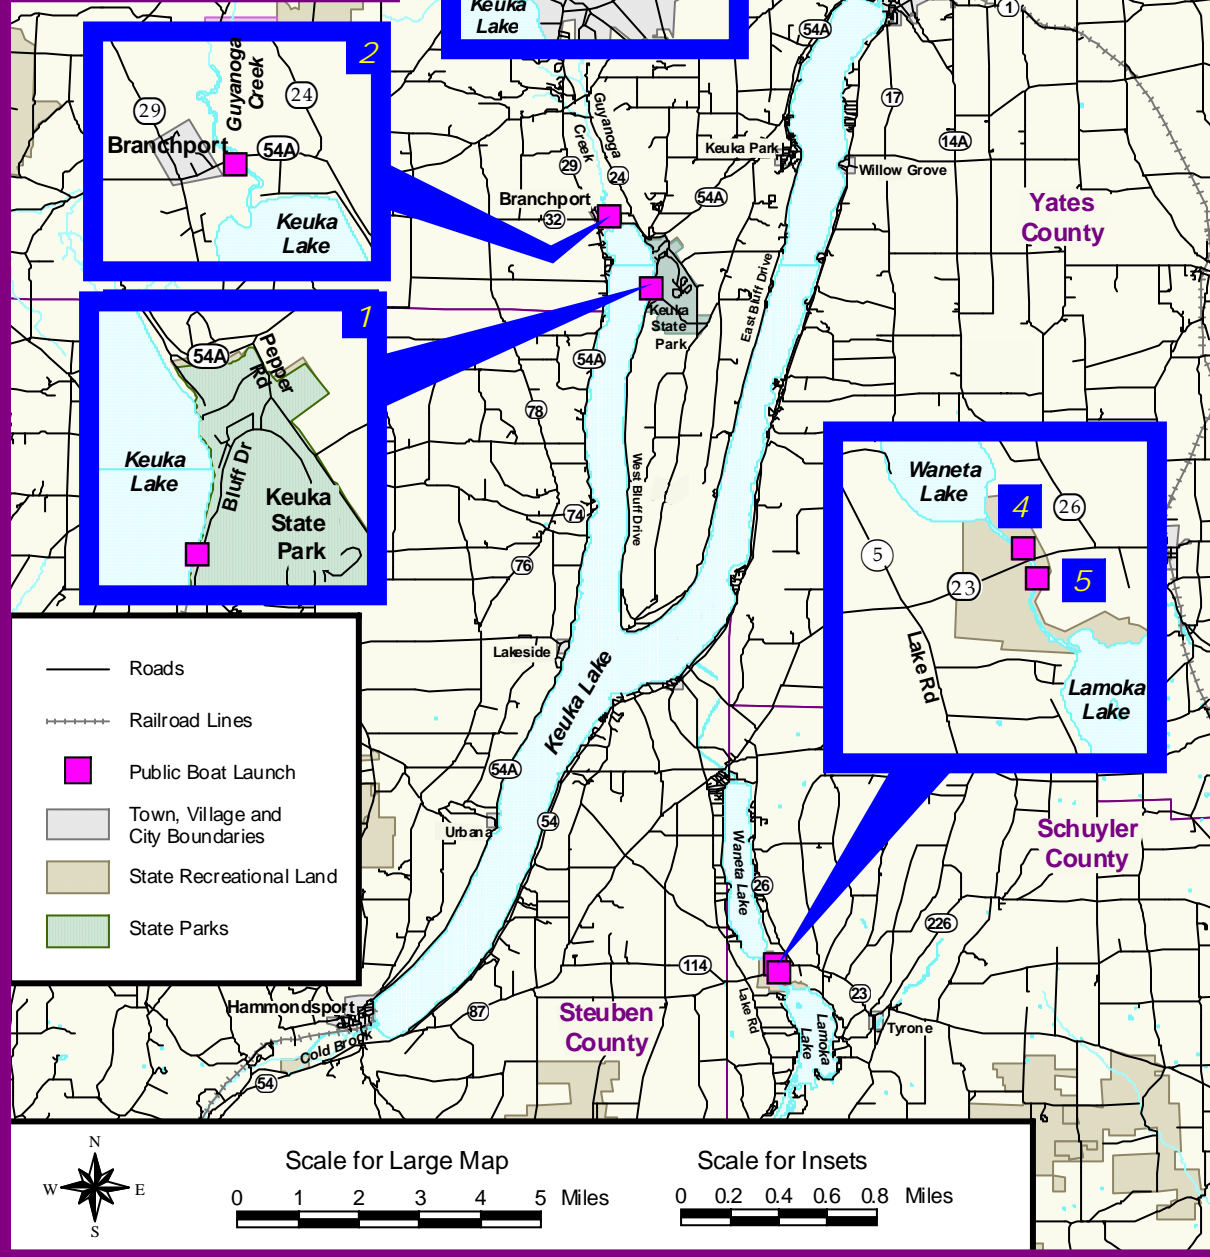 Keuka
Lake
54A
1
2
Guyanoga
Creek
29
24
Branchport
54A
Keuka
Lake
Guyanoga
Creek
29
24
17
14A
Keuka Park
Willow Grove
Branchport
32
54A
Yates
County
East Bluff Drive
SP
Keuka
State
Park
1
54A
Pepper
Rd
Keuka
Lake
Bluff Dr
Keuka
State
Park
54A
78
West Bluff Drive
74
76
Waneta
Lake
4
26
5
5
23
Lake Rd
Lamoka
Lake
Lakeside
Keuka Lake
54A
Urbana
54
Roads
Railroad Lines
Public Boat Launch
Town, Village and
City Boundaries
State Recreational Land
State Parks
Schuyler
County
Waneta Lake
26
226
114
23
Lake Rd
Lamoka
Lake
Tyrone
Hammondsport
87
Steuben
County
Cold Brook
54
N
W
E
S
Scale for Large Map
0 1 2 3 4 5 Miles
Scale for Insets
0 0.2 0.4 0.6 0.8 Miles